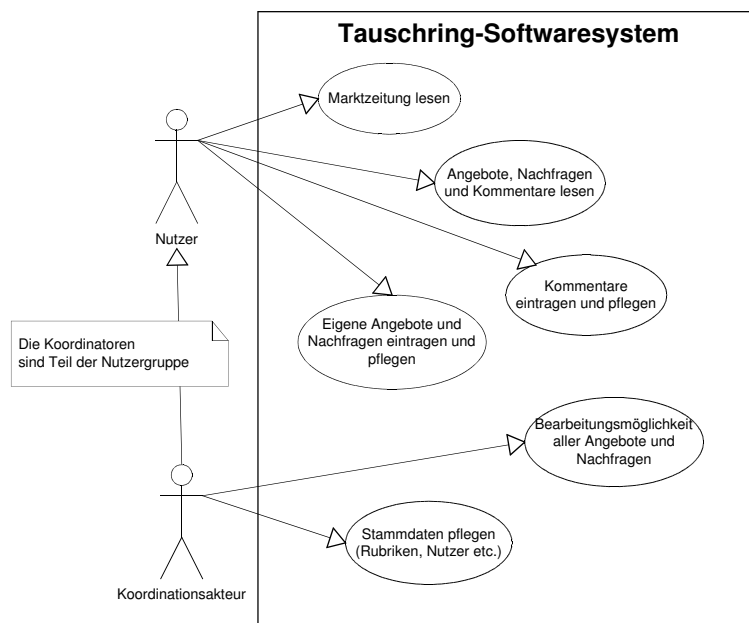 Tauschring-Softwaresystem
Marktzeitung lesen
Angebote, Nachfragen
und Kommentare lesen
Nutzer
Kommentare
eintragen und pflegen
Eigene Angebote und
Nachfragen eintragen und
pflegen
Die Koordinatoren
sind Teil der Nutzergruppe
Bearbeitungsmöglichkeit
aller Angebote und
Nachfragen
Stammdaten pflegen
(Rubriken, Nutzer etc.)
Koordinationsakteur